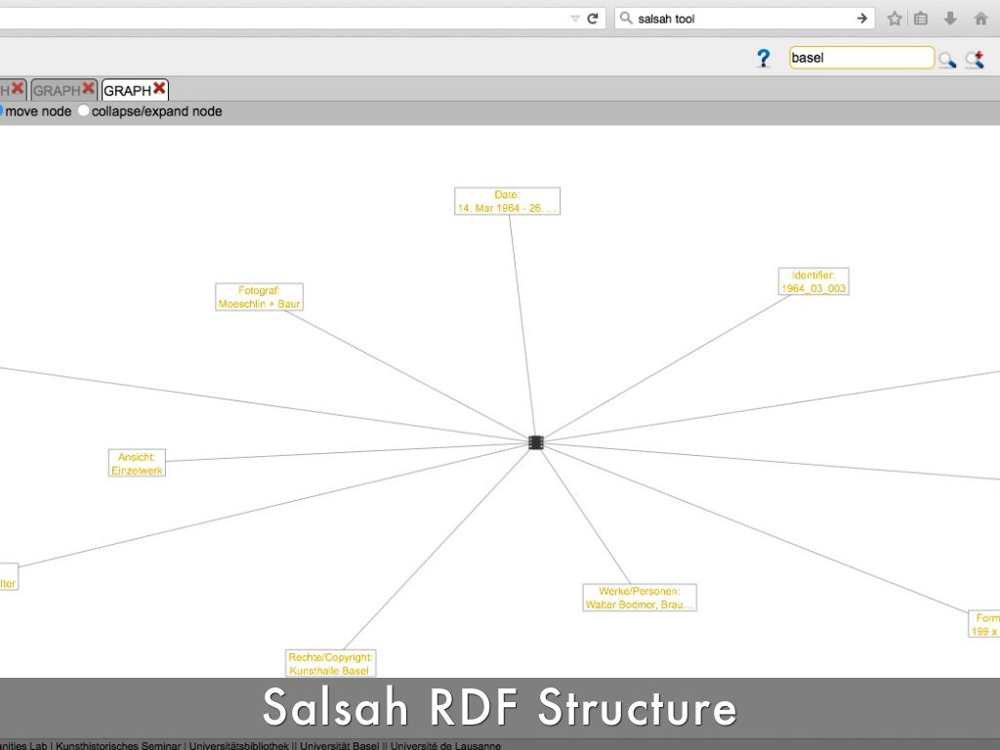 salsah tool
basel
GRAPH
GRAPH
move node
collapse/expand node
Date:
14. Mar 1964 - 26. ...
Identifier:
1964_03_003
Fotograf:
Moeschlin + Baur
Ansicht:
Einzelwerk
lter
Werke/Personen:
Walter Bodmer, Brau...
Form
199 x
Rechte/Copyright:
Kunsthalle Basel
Salsah RDF Structure
anities Lab | Kunsthistorisches Seminar | Universitätsbibliothek || Universität Basel || Université de Lausanne